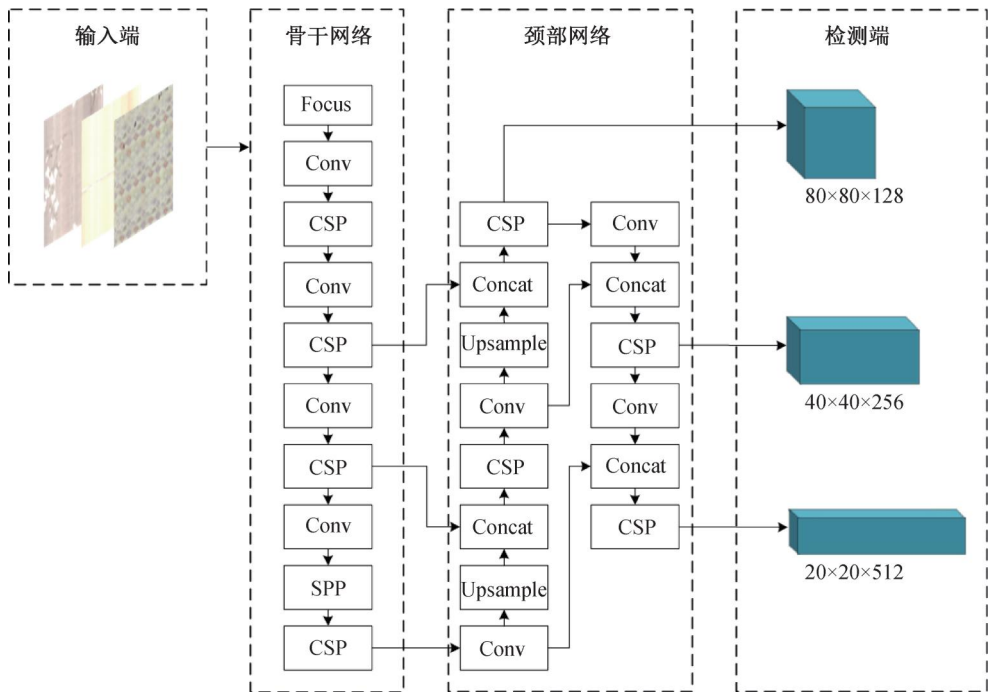 输入端
骨干网络
Focus
Conv
CSP
Conv
CSP
Conv
CSP
Conv
SPP
CSP
颈部网络
CSP
Concat
Upsample
Conv
CSP
Concat
Upsample
Conv
Conv
Concat
CSP
Conv
Concat
CSP
检测端
80×80×128
40×40×256
20×20×512